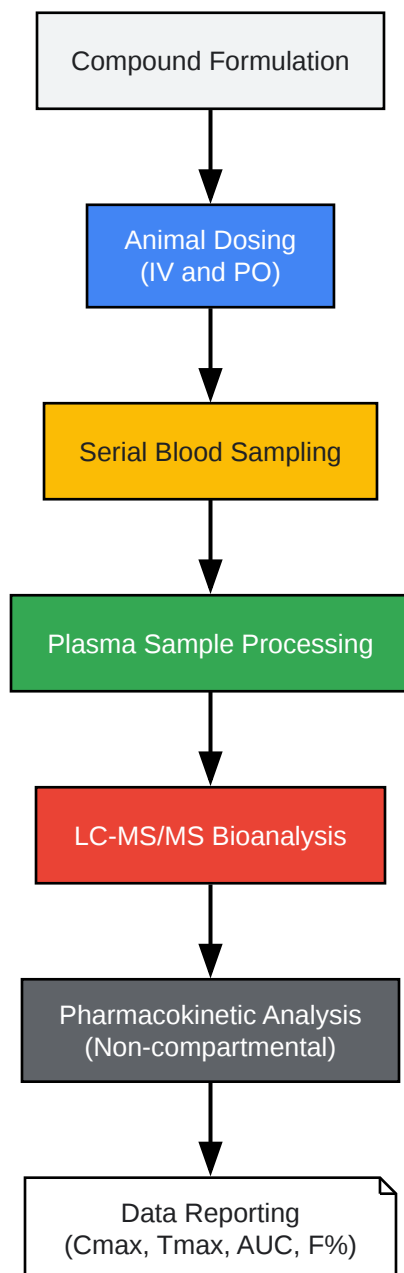 Compound Formulation
Animal Dosing
(IV and PO)
Serial Blood Sampling
Plasma Sample Processing
LC-MS/MS Bioanalysis
Pharmacokinetic Analysis
(Non-compartmental)
Data Reporting
(Cmax, Tmax, AUC, F%)